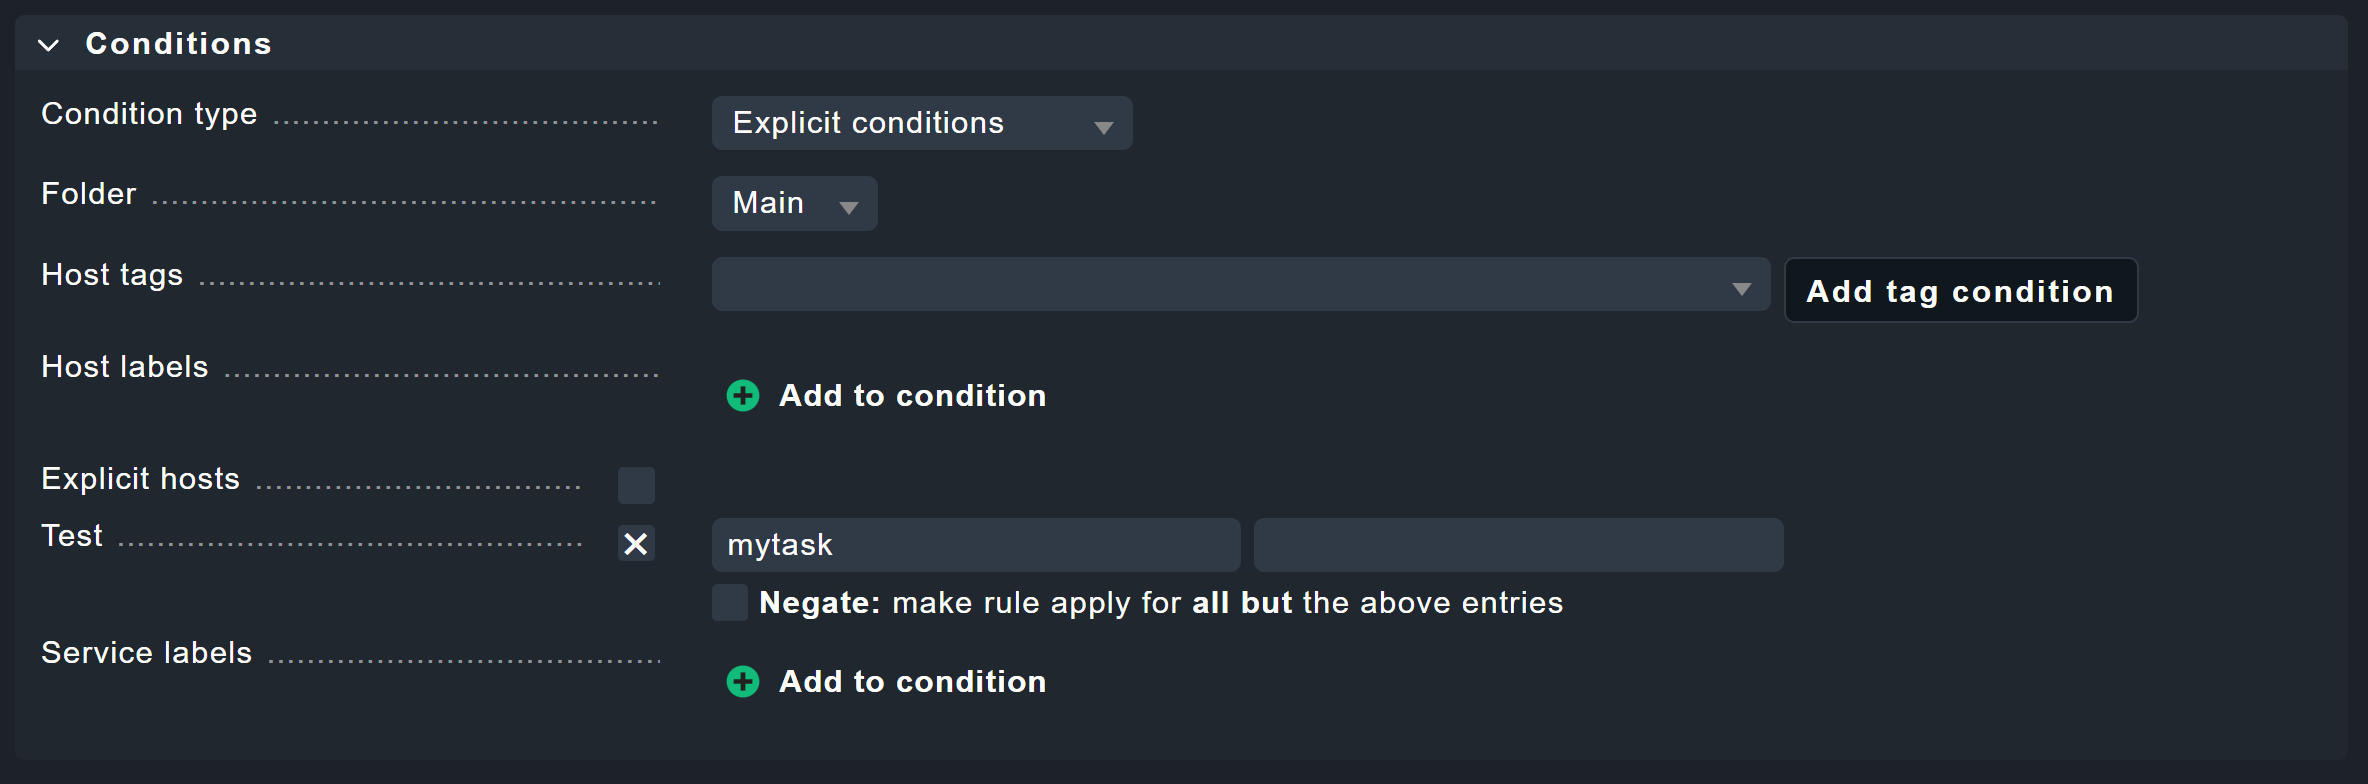 Conditions
Condition type
Explicit conditions
Folder
Main
Host tags
Add tag condition
Host labels
Add to condition
Explicit hosts
Test
mytask
Negate: make rule apply for all but the above entries
Service labels
Add to condition